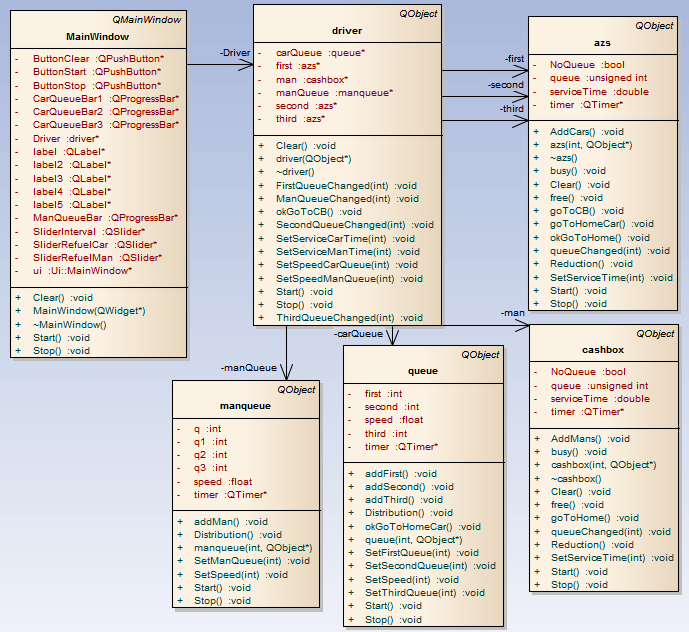 QMainWindow
MainWindow
- ButtonClear :QPushButton*
- ButtonStart :QPushButton*
- ButtonStop :QPushButton*
- CarQueueBar1 :QProgressBar*
- CarQueueBar2 :QProgressBar*
- CarQueueBar3 :QProgressBar*
- Driver :driver*
- label :QLabel*
- label2 :QLabel*
- label3 :QLabel*
- label4 :QLabel*
- label5 :QLabel*
- ManQueueBar :QProgressBar*
- SliderInterval :QSlider*
- SliderRefuelCar :QSlider*
- SliderRefuelMan :QSlider*
- ui :Ui::MainWindow*
+ Clear() :void
+ MainWindow(QWidget*)
+ ~MainWindow()
+ Start() :void
+ Stop() :void
-Driver
QObject
driver
- carQueue :queue*
- first :azs*
- man :cashbox*
- manQueue :manqueue*
- second :azs*
- third :azs*
+ Clear() :void
+ driver(QObject*)
+ ~driver()
+ FirstQueueChanged(int) :void
+ ManQueueChanged(int) :void
+ okGoToCB() :void
+ SecondQueueChanged(int) :void
+ SetServiceCarTime(int) :void
+ SetServiceManTime(int) :void
+ SetSpeedCarQueue(int) :void
+ SetSpeedManQueue(int) :void
+ Start() :void
+ Stop() :void
+ ThirdQueueChanged(int) :void
-first
-second
-third
QObject
azs
- NoQueue :bool
- queue :unsigned int
- serviceTime :double
- timer :QTimer*
+ AddCars() :void
+ azs(int, QObject*)
+ ~azs()
+ busy() :void
+ Clear() :void
+ free() :void
+ goToCB() :void
+ goToHomeCar() :void
+ okGoToHome() :void
+ queueChanged(int) :void
+ Reduction() :void
+ SetServiceTime(int) :void
+ Start() :void
+ Stop() :void
-man
-carQueue
-manQueue
QObject
manqueue
- q :int
- q1 :int
- q2 :int
- q3 :int
- speed :float
- timer :QTimer*
+ addMan() :void
+ Distribution() :void
+ manqueue(int, QObject*)
+ SetManQueue(int) :void
+ SetSpeed(int) :void
+ Start() :void
+ Stop() :void
QObject
queue
- first :int
- second :int
- speed :float
- third :int
- timer :QTimer*
+ addFirst() :void
+ addSecond() :void
+ addThird() :void
+ Distribution() :void
+ okGoToHomeCar() :void
+ queue(int, QObject*)
+ SetFirstQueue(int) :void
+ SetSecondQueue(int) :void
+ SetSpeed(int) :void
+ SetThirdQueue(int) :void
+ Start() :void
+ Stop() :void
QObject
cashbox
- NoQueue :bool
- queue :unsigned int
- serviceTime :double
- timer :QTimer*
+ AddMans() :void
+ busy() :void
+ cashbox(int, QObject*)
+ ~cashbox()
+ Clear() :void
+ free() :void
+ goToHome() :void
+ queueChanged(int) :void
+ Reduction() :void
+ SetServiceTime(int) :void
+ Start() :void
+ Stop() :void